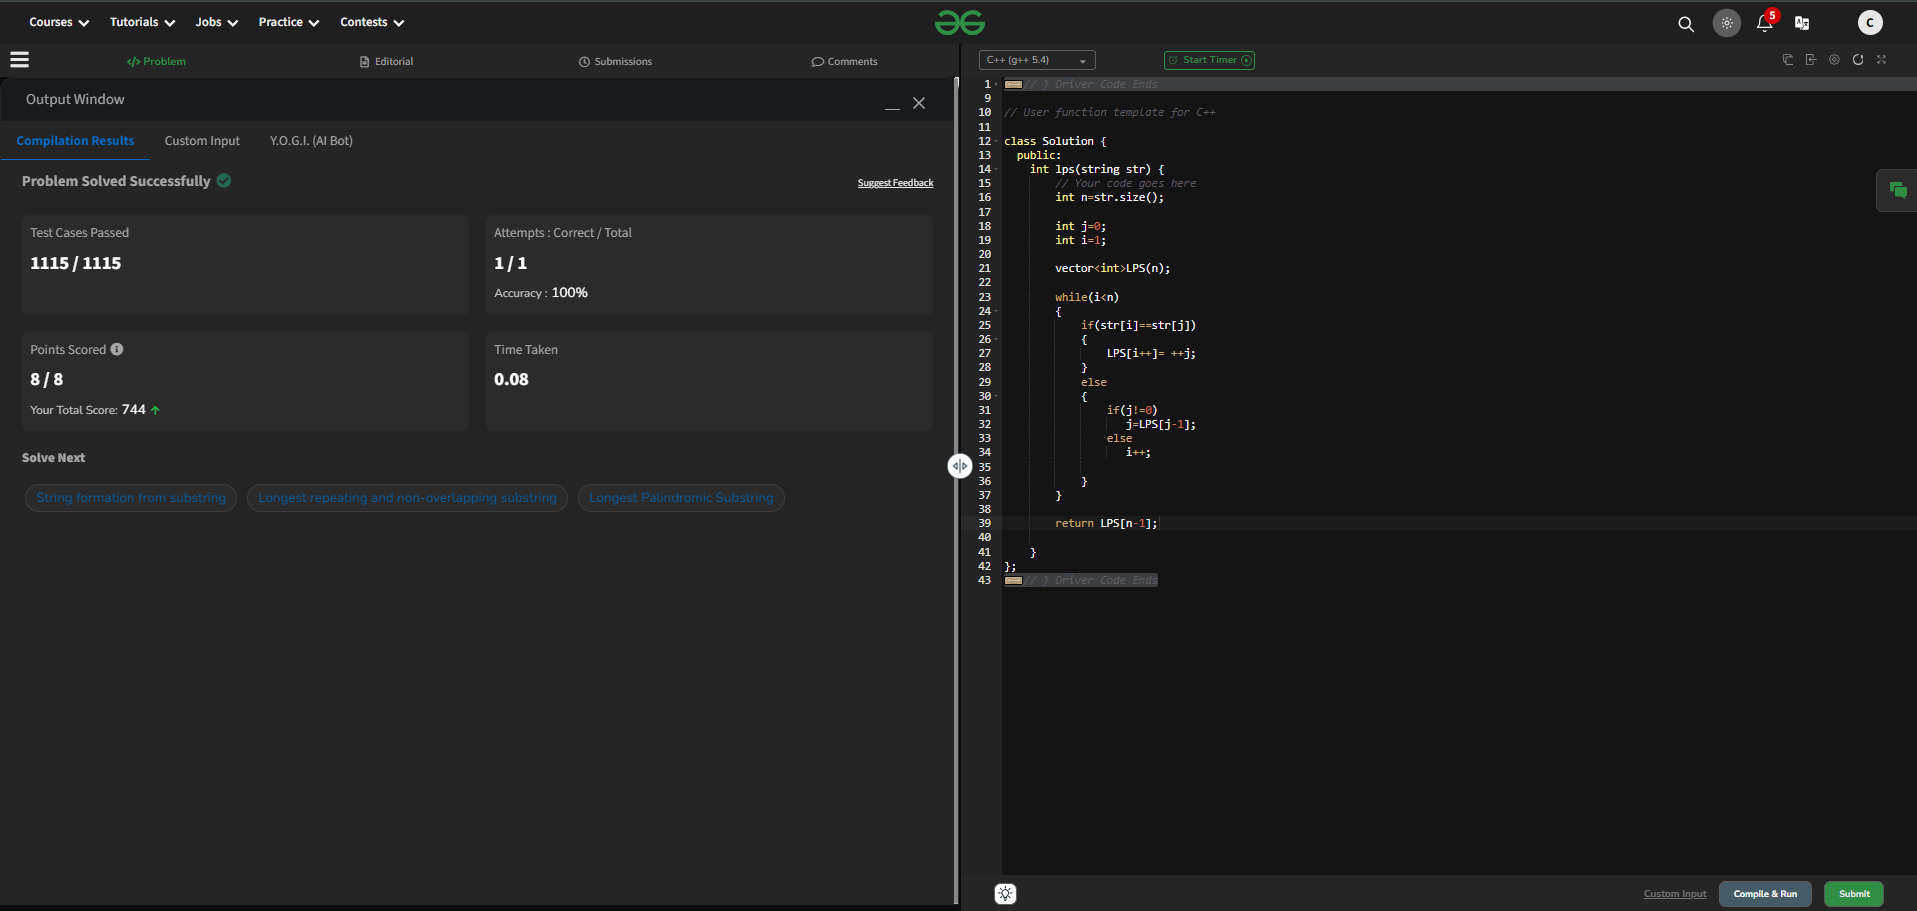 Courses Tutorials Jobs Practice Contests
5
C
Problem Editorial Submissions Comments
Output Window
Compilation Results Custom Input Y.O.G.I. (AI Bot)
Problem Solved Successfully
Suggest Feedback
Test Cases Passed
1115 / 1115
Attempts : Correct / Total
1 / 1
Accuracy : 100%
Points Scored
8 / 8
Your Total Score: 744
Time Taken
0.08
Solve Next
String formation from substring
Longest repeating and non-overlapping substring
Longest Palindromic Substring
C++ (g++ 5.4) Start Timer
1 // } Driver Code Ends
9
10 // User function template for C++
11
12 class Solution {
13 public:
14 int lps(string str) {
15 // Your code goes here
16 int n=str.size();
17
18 int j=0;
19 int i=1;
20
21 vector<int>LPS(n);
22
23 while(i<n)
24 {
25 if(str[i]==str[j])
26 {
27 LPS[i++]= ++j;
28 }
29 else
30 {
31 if(j!=0)
32 j=LPS[j-1];
33 else
34 i++;
35
36 }
37 }
38
39 return LPS[n-1];
40
41 }
42 };
43 // } Driver Code Ends
Custom Input Compile & Run Submit